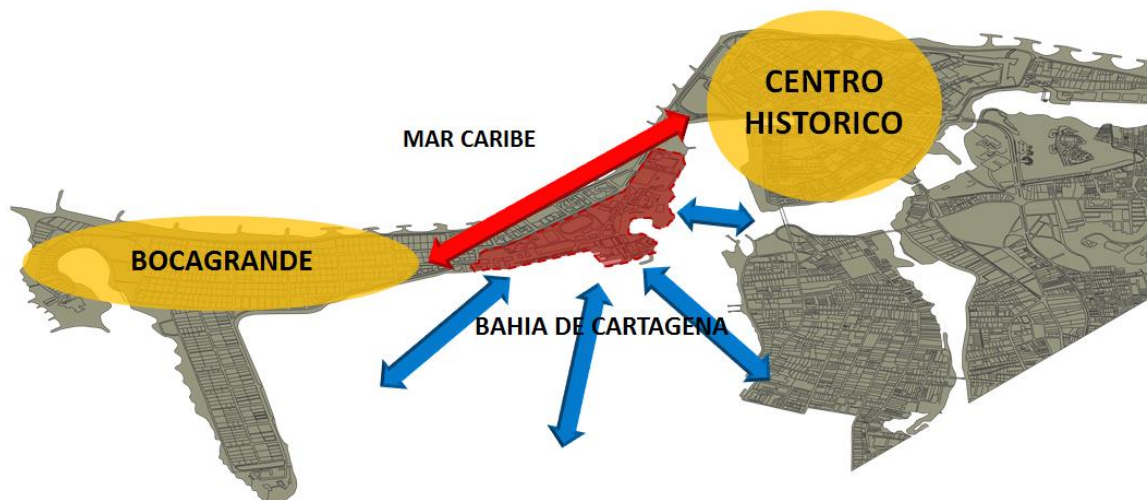 CENTRO
HISTORICO
MAR CARIBE
BOCAGRANDE
BAHIA DE CARTAGENA